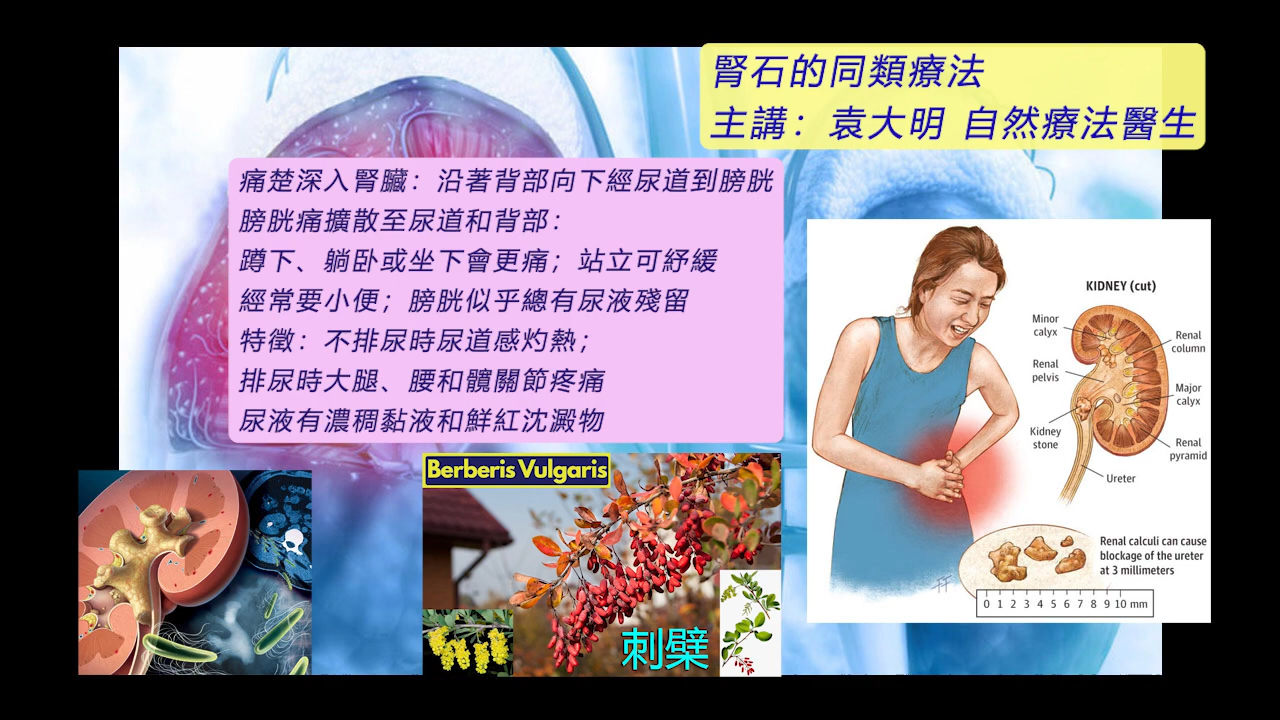 腎石的同類療法
主講：袁大明 自然療法醫生
痛楚深入腎臟：沿著背部向下經尿道到膀胱
膀胱痛擴散至尿道和背部：
蹲下、躺卧或坐下會更痛；站立可紓緩
經常要小便；膀胱似乎總有尿液殘留
特徵：不排尿時尿道感灼熱；
排尿時大腿、腰和髖關節疼痛
尿液有濃稠黏液和鮮紅沈澱物
Berberis Vulgaris
刺檗
KIDNEY (cut)
Minor
calyx
Renal
column
Renal
pelvis
Major
calyx
Kidney
stone
Renal
pyramid
Ureter
Renal calculi can cause
blockage of the ureter
at 3 millimeters
0 1 2 3 4 5 6 7 8 9 10 mm